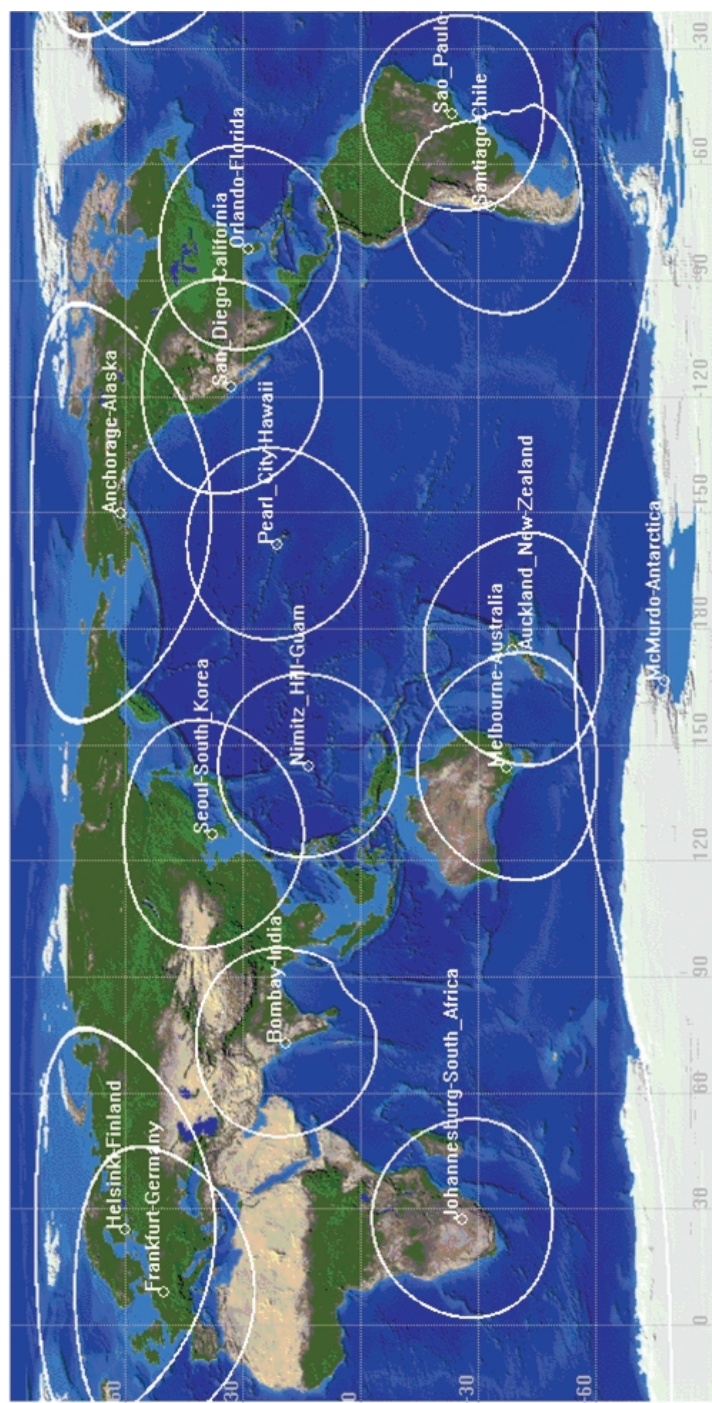 Anchorage-Alaska
Helsinki-Finland
Frankfurt-Germany
Seoul-South_Korea
San_Diego-California
Orlando-Florida
Bombay-India
Pearl_City-Hawaii
Nimitz_Hill-Guam
Sao_Paulo-
Johannesburg-South_Africa
Santiago-Chile
Melbourne-Australia
Auckland_New-Zealand
McMurdo-Antarctica
60
30
0
-30
-60
0
30
60
90
120
150
180
-150
-120
-90
-60
-30